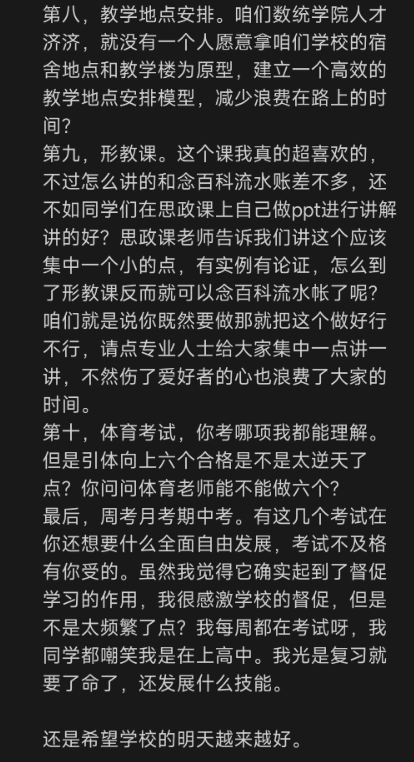 第八，教学地点安排。咱们数统学院人才
济济，就没有一个人愿意拿咱们学校的宿
舍地点和教学楼为原型，建立一个高效的
教学地点安排模型，减少浪费在路上的时
间？
第九，形教课。这个课我真的超喜欢的，
不过怎么讲的和念百科流水账差不多，还
不如同学们在思政课上自己做ppt进行讲解
讲的好？思政课老师告诉我们讲这个应该
集中一个小的点，有实例有论证，怎么到
了形教课反而就可以念百科流水帐了呢？
咱们就是说你既然要做那就把这个做好行
不行，请点专业人士给大家集中一点讲一
讲，不然伤了爱好者的心也浪费了大家的
时间。
第十，体育考试，你考哪项我都能理解。
但是引体向上六个合格是不是太逆天了
点？你问问体育老师能不能做六个？
最后，周考月考期中考。有这几个考试在
你还想要什么全面自由发展，考试不及格
有你受的。虽然我觉得它确实起到了督促
学习的作用，我很感激学校的督促，但是
不是太频繁了点？我每周都在考试呀，我
同学都嘲笑我是在上高中。我光是复习就
要了命了，还发展什么技能。
还是希望学校的明天越来越好。